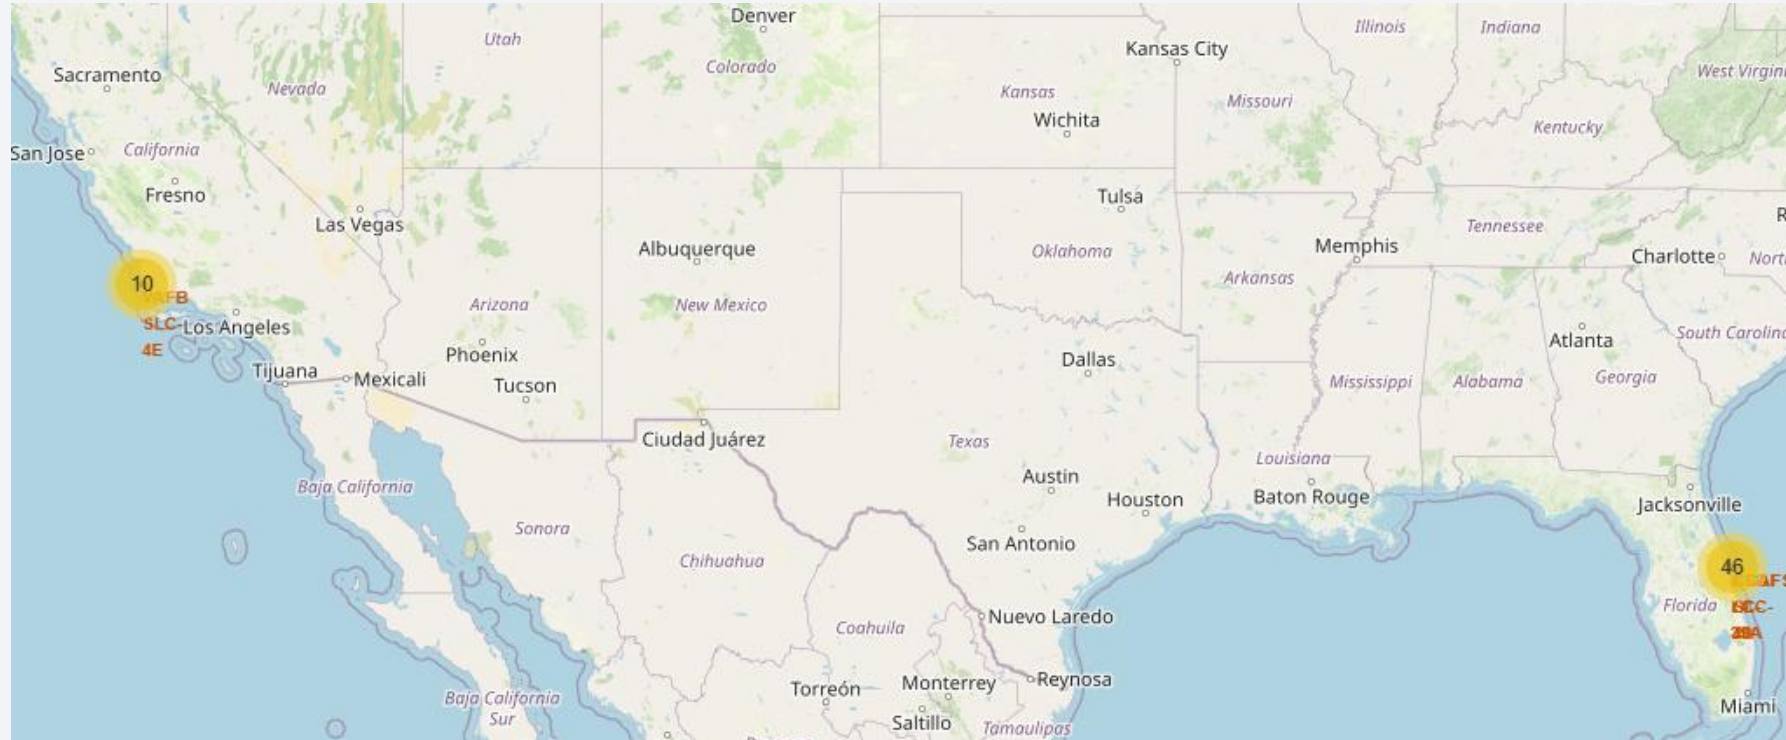 Denver
Utah
Colorado
Illinois
Indiana
Kansas City
Sacramento
Nevada
Kansas
Missouri
West Virgin
Wichita
Kentucky
San Jose
California
Fresno
Tulsa
Las Vegas
Tennessee
R
Albuquerque
Oklahoma
Memphis
Charlotte
North
Arkansas
10
VAFB
Arizona
New Mexico
SLC-
Los Angeles
4E
South Carolina
Atlanta
Phoenix
Dallas
Tijuana
Mexicali
Tucson
Mississippi
Alabama
Georgia
Ciudad Juárez
Texas
Louisiana
Austin
Houston
Baton Rouge
Jacksonville
Baja California
Sonora
San Antonio
Chihuahua
46
Florida
Nuevo Laredo
Coahuila
Reynosa
Torreón
Monterrey
Baja California
Sur
Saltillo
Tamaulipas
Miami